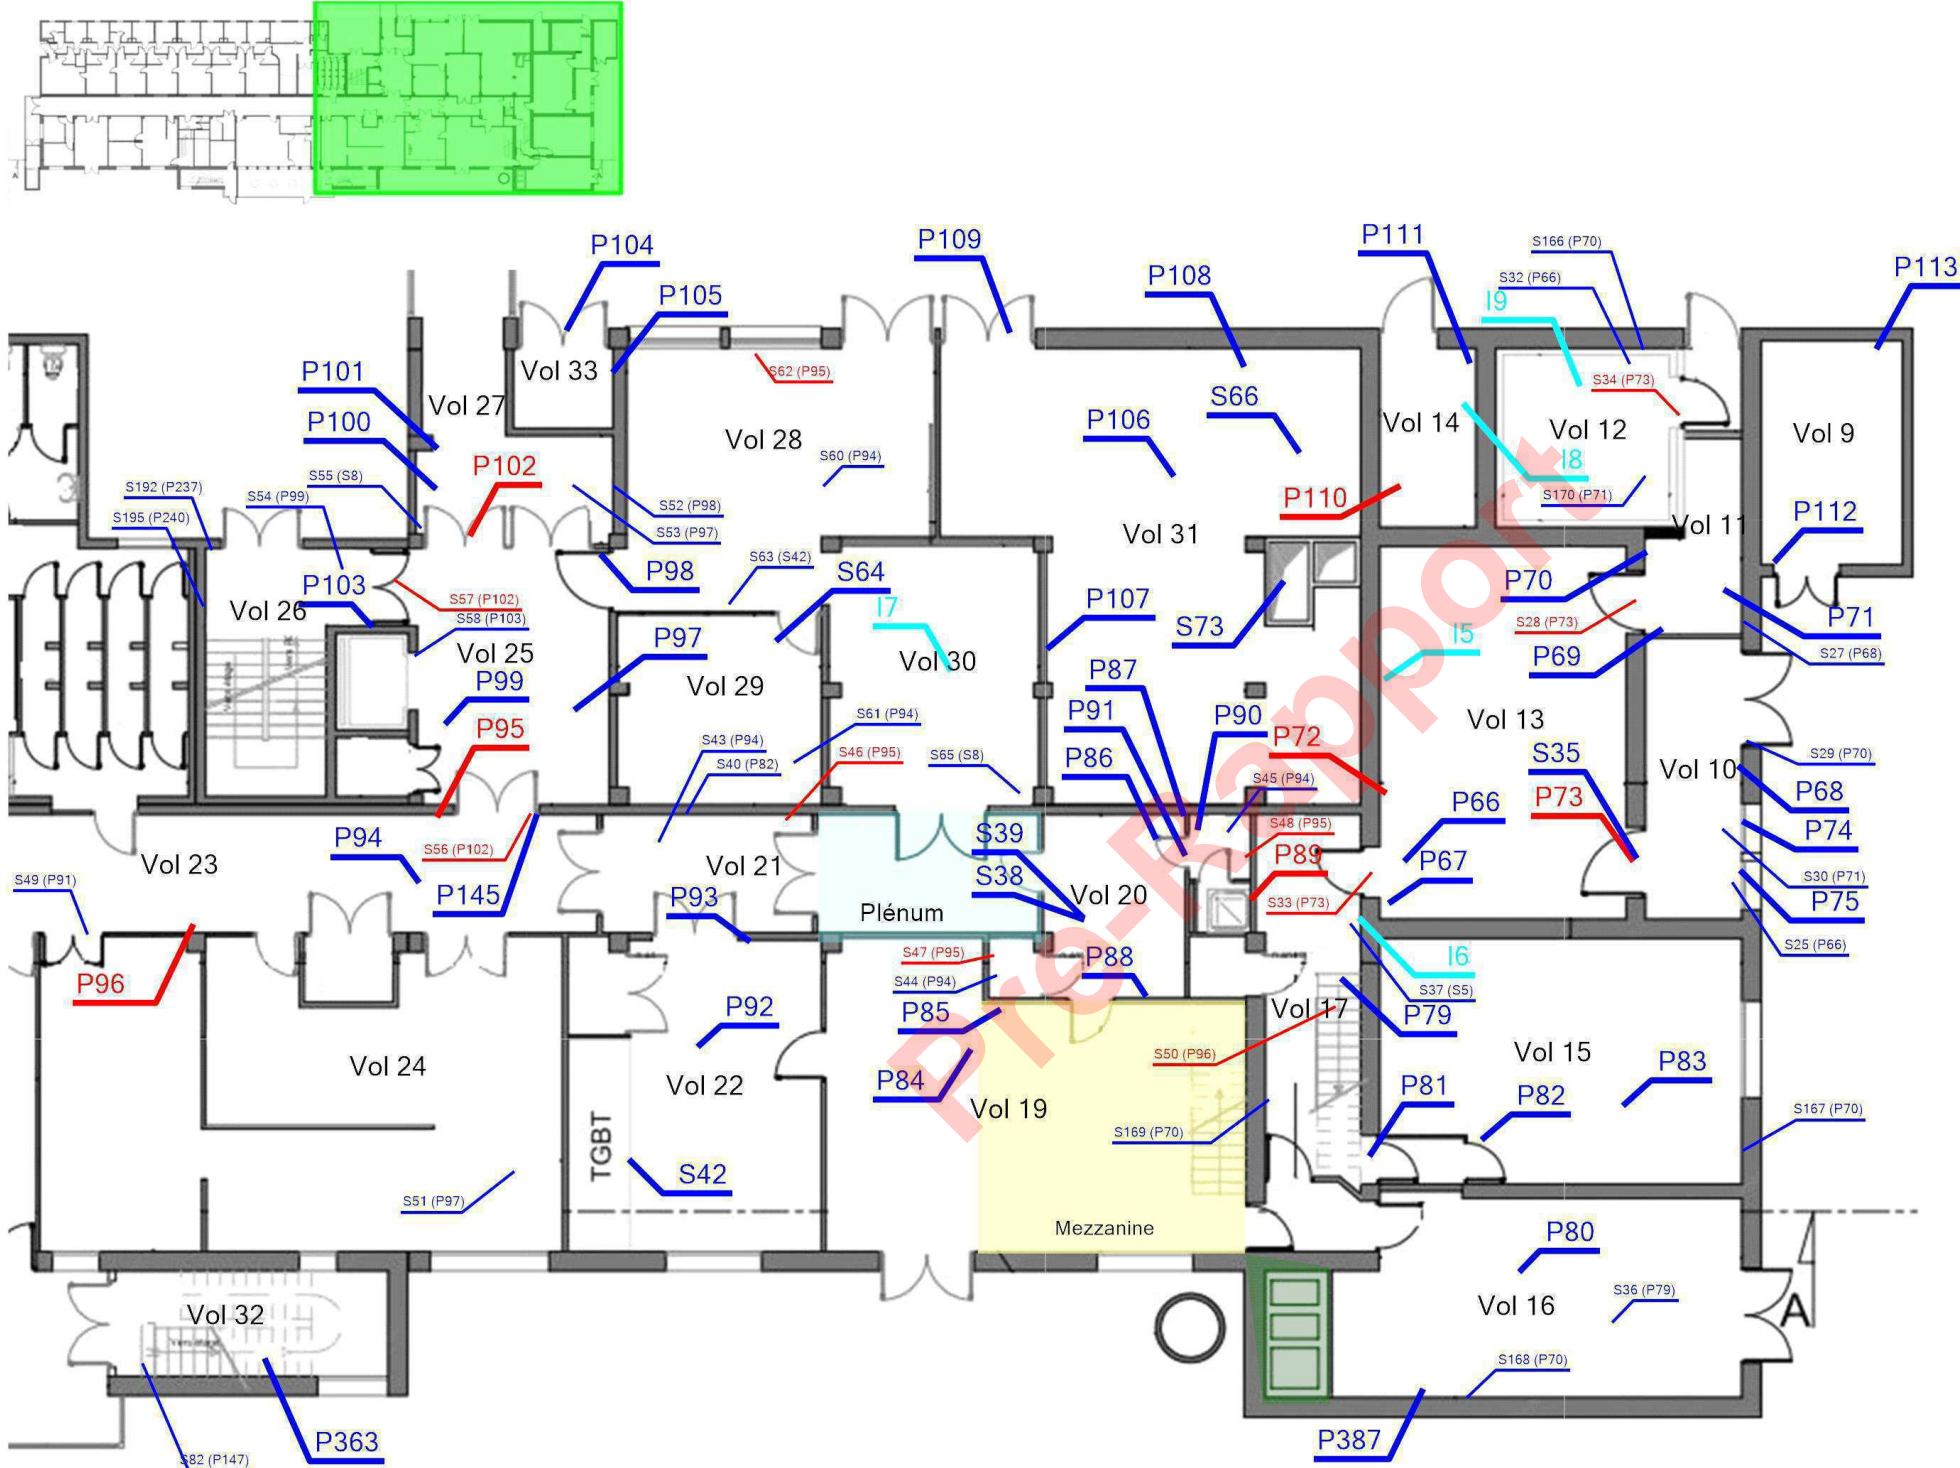 P104
P109
P111
S166 (P70)
P113
P108
S32 (P66)
I9
P105
Vol 33
S62 (P95)
P101
S34 (P73)
Vol 27
S66
P100
P106
Vol 14
Vol 12
Vol 9
Vol 28
S60 (P94)
P102
I8
S55 (S8)
S192 (P237)
S54 (P99)
P110
S170 (P71)
S52 (P98)
S195 (P240)
P112
Vol 11
S53 (P97)
Vol 31
S63 (S42)
P98
S64
P70
P103
S57 (P102)
P107
I7
Vol 26
S58 (P103)
S73
S28 (P73)
P71
I5
P97
Vol 25
Vol 30
S27 (P68)
P69
P99
Vol 29
P87
S61 (P94)
P91
P90
Vol 13
P95
S43 (P94)
S46 (P95)
P72
S40 (P82)
S65 (S8)
P86
S35
S29 (P70)
Vol 10
S45 (P94)
P68
P73
P66
S39
S48 (P95)
P74
P94
S56 (P102)
P89
Vol 23
Vol 21
P67
S49 (P91)
S38
Vol 20
S30 (P71)
P145
P93
S33 (P73)
P75
Plénum
S25 (P66)
S47 (P95)
P88
I6
P96
S44 (P94)
S37 (S5)
P92
P85
Vol 17
P79
Vol 15
S50 (P96)
Vol 24
P83
P84
Vol 22
P81
P82
Vol 19
S167 (P70)
S169 (P70)
TGBT
S42
S51 (P97)
Mezzanine
P80
S36 (P79)
Vol 32
Vol 16
A
S168 (P70)
P363
P387
S82 (P147)
Pré-Rapport